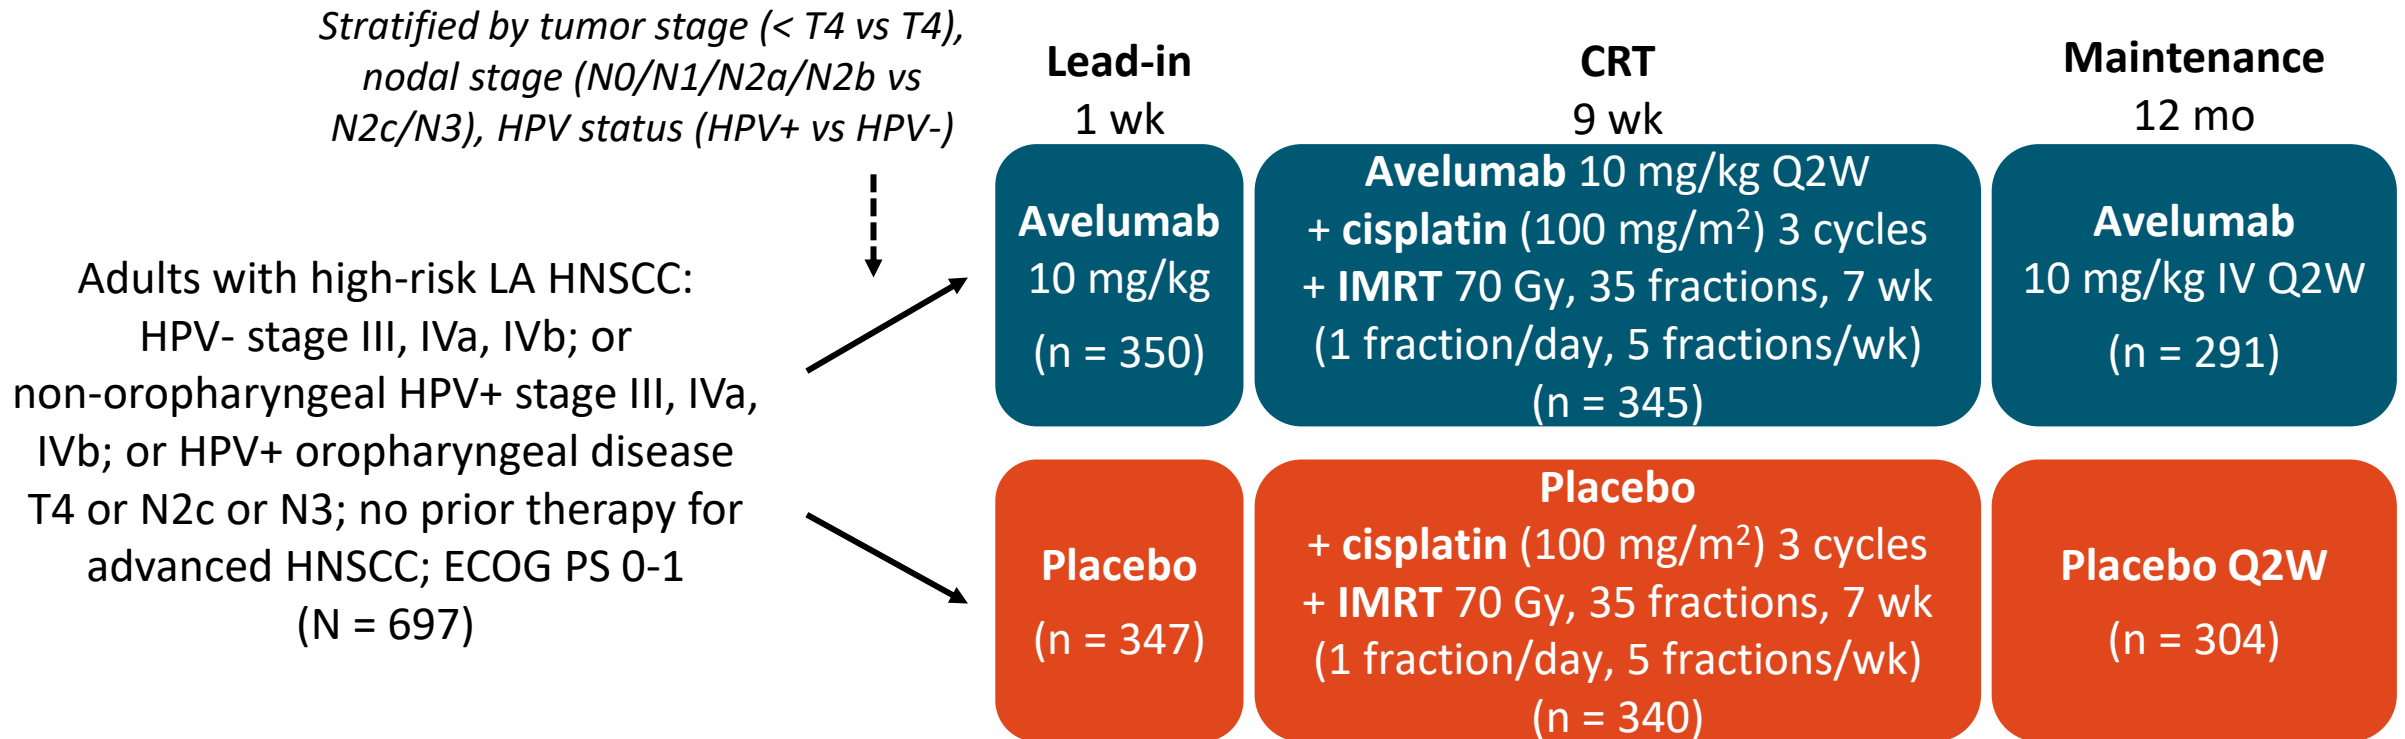 Stratified by tumor stage (< T4 vs T4),
nodal stage (N0/N1/N2a/N2b vs
N2c/N3), HPV status (HPV+ vs HPV-)
Adults with high-risk LA HNSCC:
HPV- stage III, IVa, IVb; or
non-oropharyngeal HPV+ stage III, IVa,
IVb; or HPV+ oropharyngeal disease
T4 or N2c or N3; no prior therapy for
advanced HNSCC; ECOG PS 0-1
(N = 697)
Lead-in
1 wk
CRT
9 wk
Maintenance
12 mo
Avelumab
10 mg/kg
(n = 350)
Avelumab 10 mg/kg Q2W
+ cisplatin (100 mg/m²) 3 cycles
+ IMRT 70 Gy, 35 fractions, 7 wk
(1 fraction/day, 5 fractions/wk)
(n = 345)
Avelumab
10 mg/kg IV Q2W
(n = 291)
Placebo
(n = 347)
Placebo
+ cisplatin (100 mg/m²) 3 cycles
+ IMRT 70 Gy, 35 fractions, 7 wk
(1 fraction/day, 5 fractions/wk)
(n = 340)
Placebo Q2W
(n = 304)